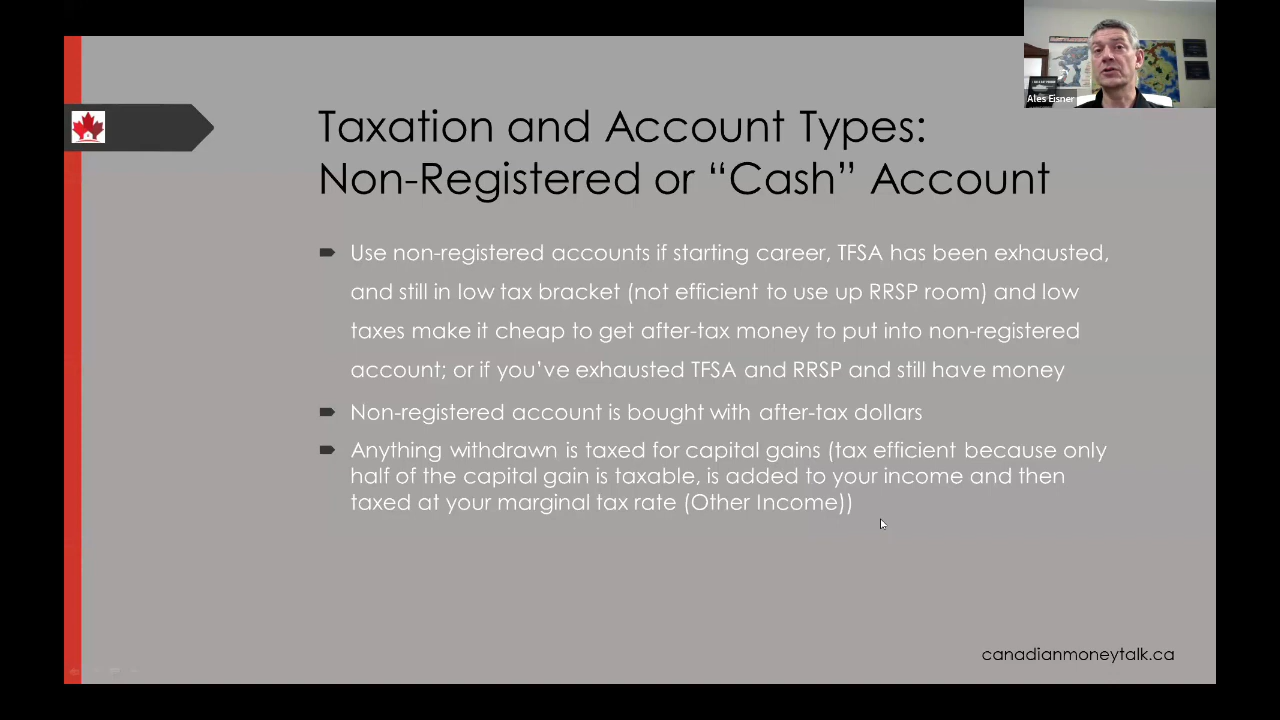 Ales Eisner
Taxation and Account Types:
Non-Registered or “Cash” Account
Use non-registered accounts if starting career, TFSA has been exhausted,
and still in low tax bracket (not efficient to use up RRSP room) and low
taxes make it cheap to get after-tax money to put into non-registered
account; or if you’ve exhausted TFSA and RRSP and still have money
Non-registered account is bought with after-tax dollars
Anything withdrawn is taxed for capital gains (tax efficient because only
half of the capital gain is taxable, is added to your income and then
taxed at your marginal tax rate (Other Income))
canadianmoneytalk.ca